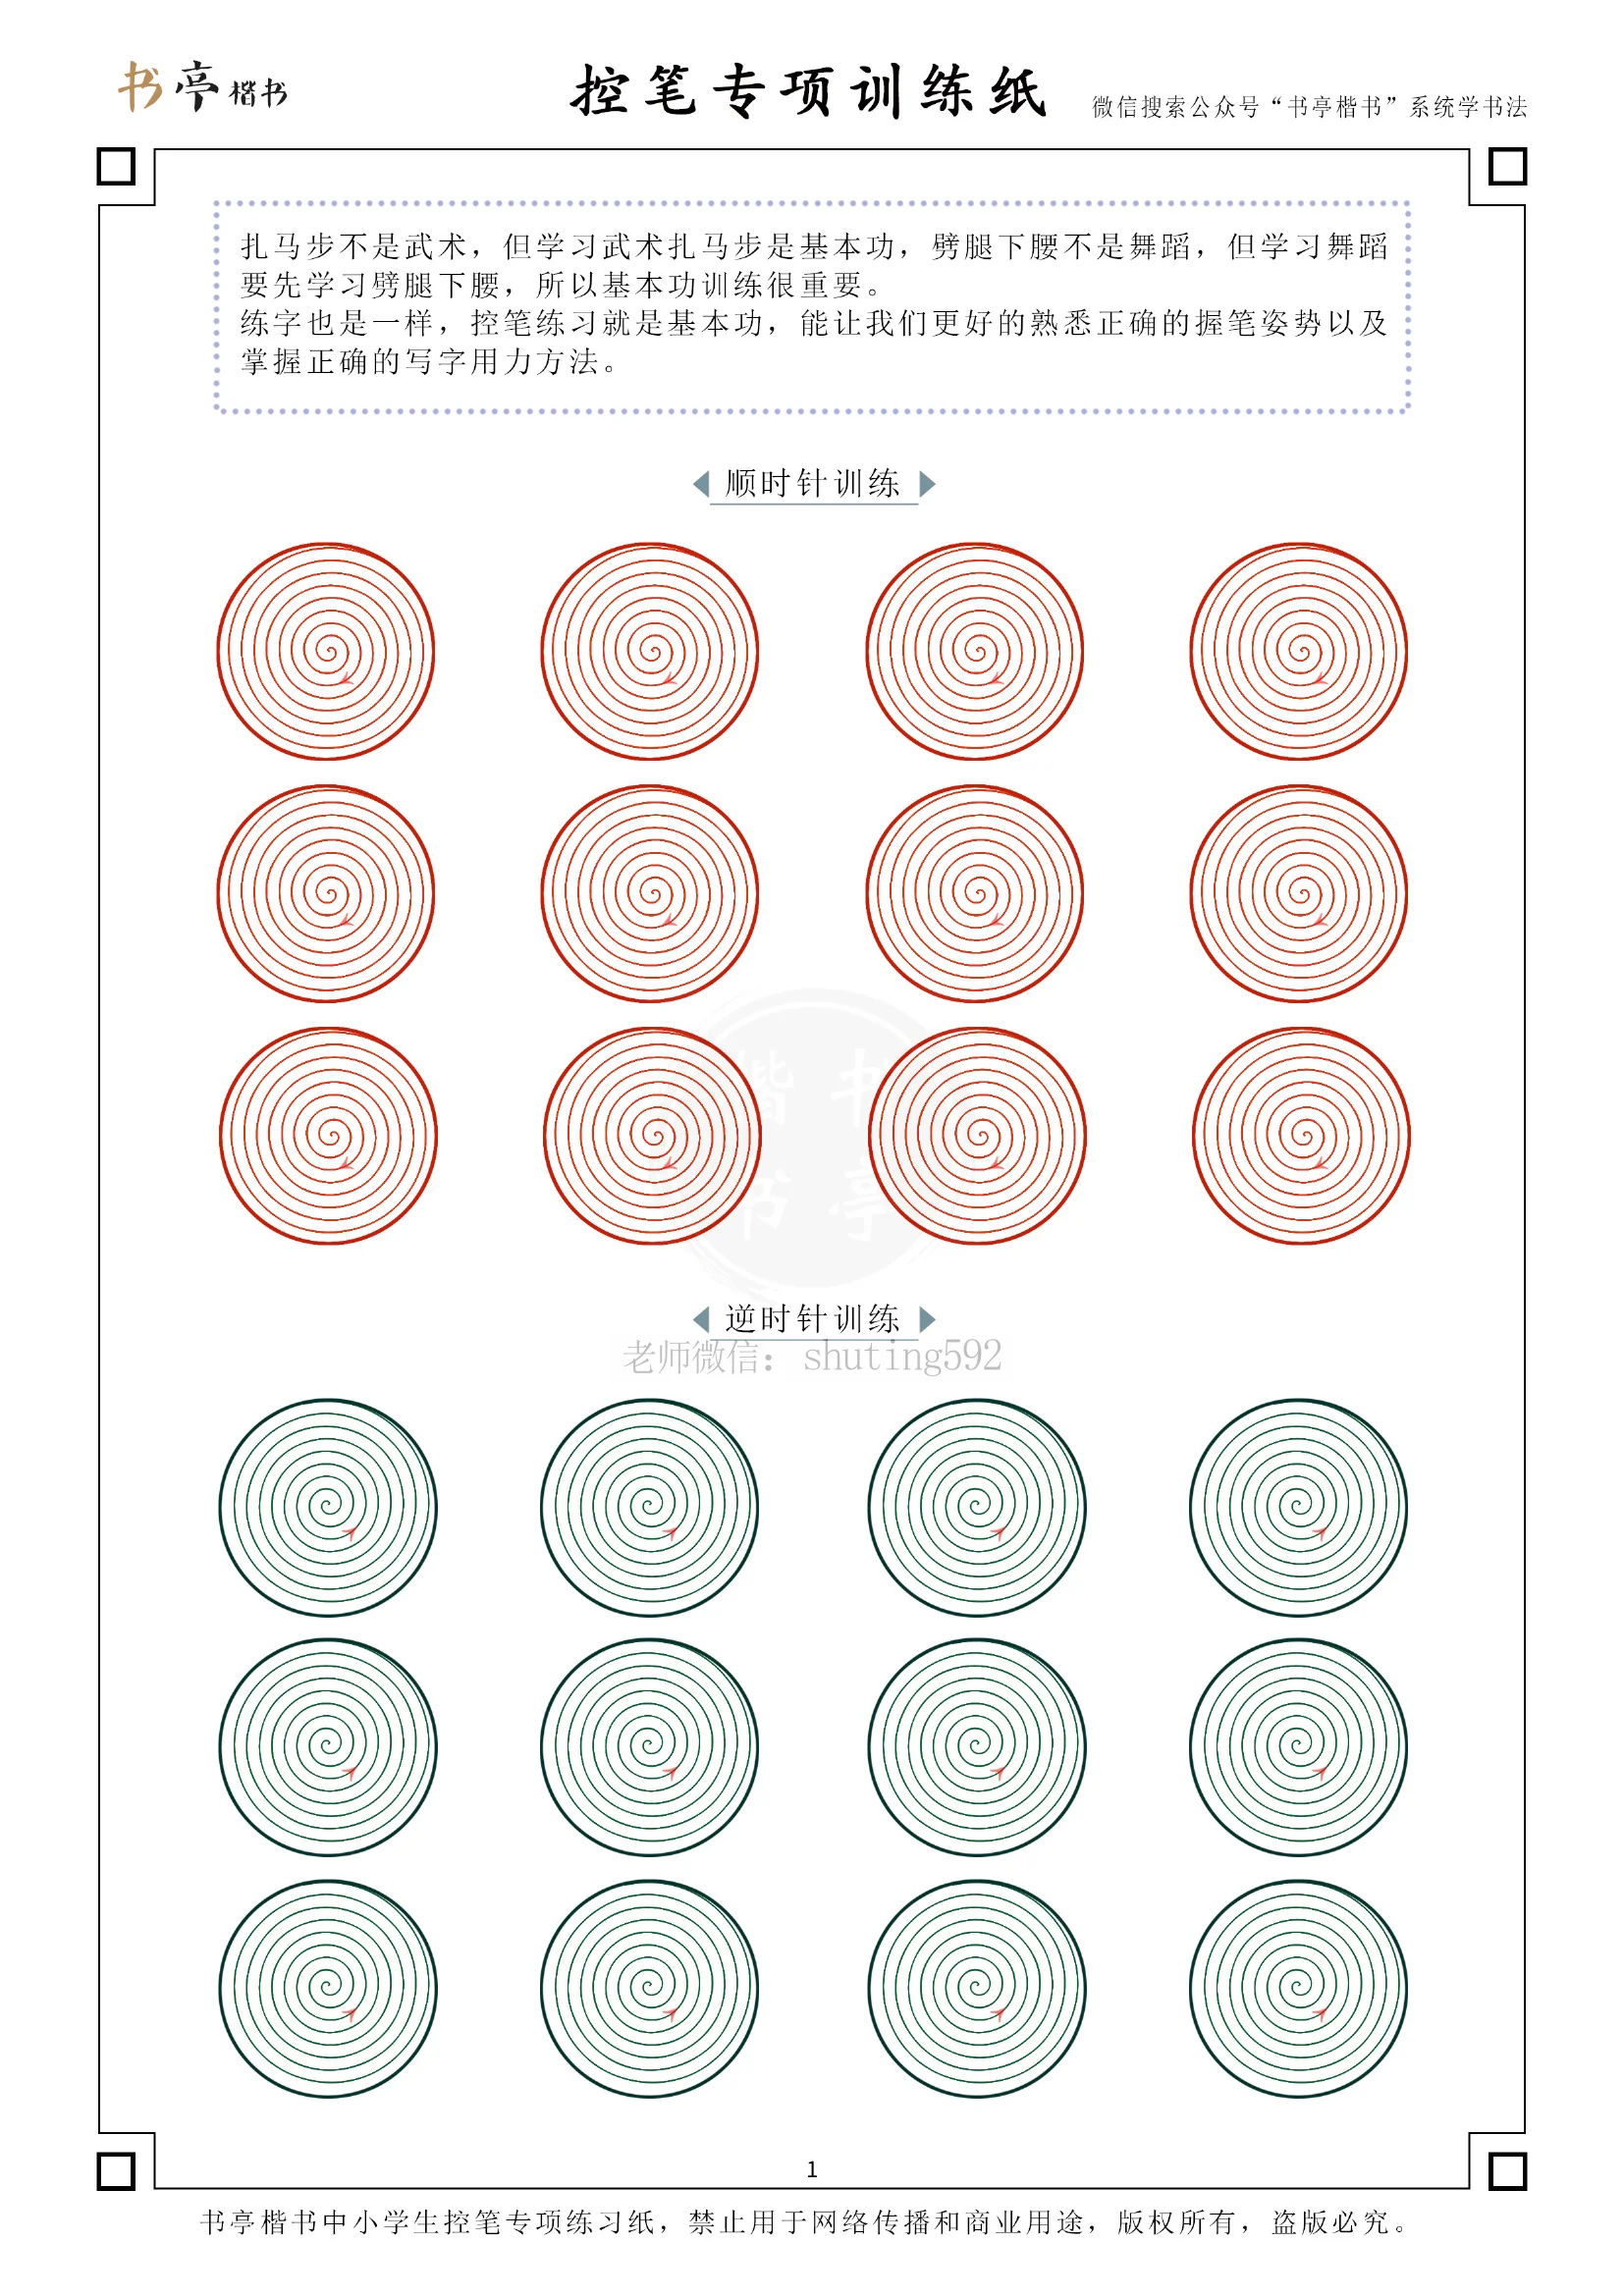 书亭楷书
控笔专项训练纸
微信搜索公众号“书亭楷书”系统学书法
扎马步不是武术，但学习武术扎马步是基本功，劈腿下腰不是舞蹈，但学习舞蹈
要先学习劈腿下腰，所以基本功训练很重要。
练字也是一样，控笔练习就是基本功，能让我们更好的熟悉正确的握笔姿势以及
掌握正确的写字用力方法。
顺时针训练
楷书
书亭
逆时针训练
老师微信：shuting592
1
书亭楷书中小学生控笔专项练习纸，禁止用于网络传播和商业用途，版权所有，盗版必究。